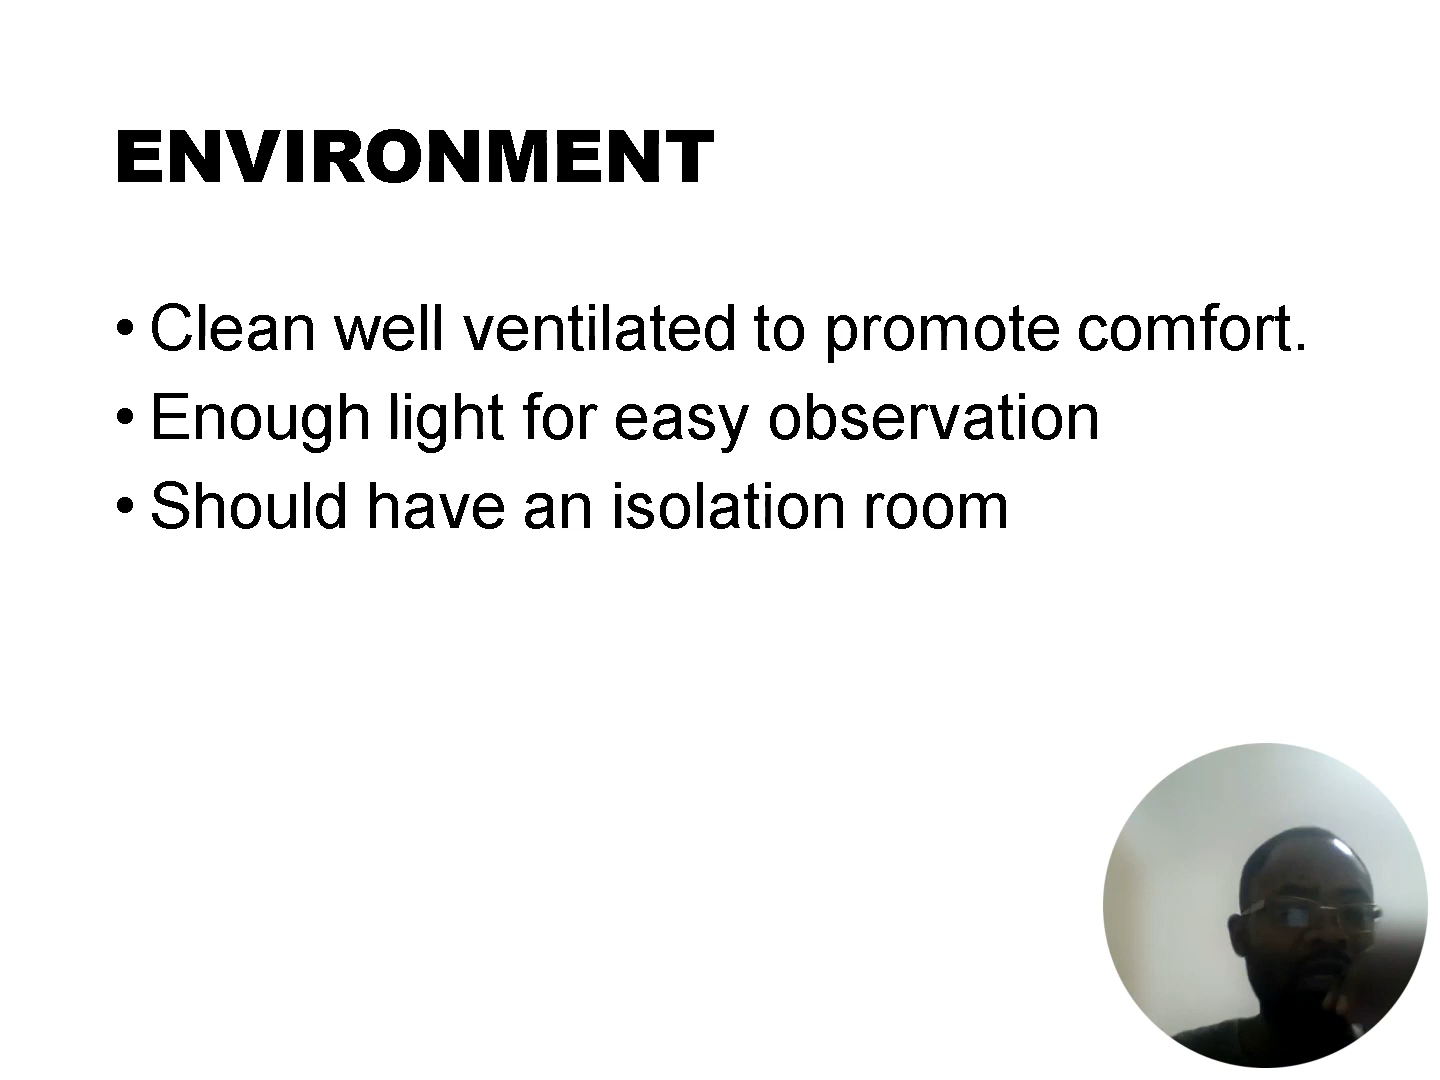 ENVIRONMENT
• Clean well ventilated to promote comfort.
• Enough light for easy observation
• Should have an isolation room